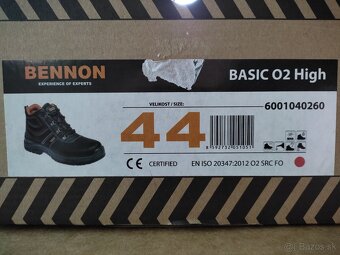 BENNON
EXPERIENCE OF EXPERTS
BASIC O2 High
VELIKOST / SIZE:
6001040260
44
CE CERTIFIED
EN ISO 20347:2012 O2 SRC FO
Bazos.sk